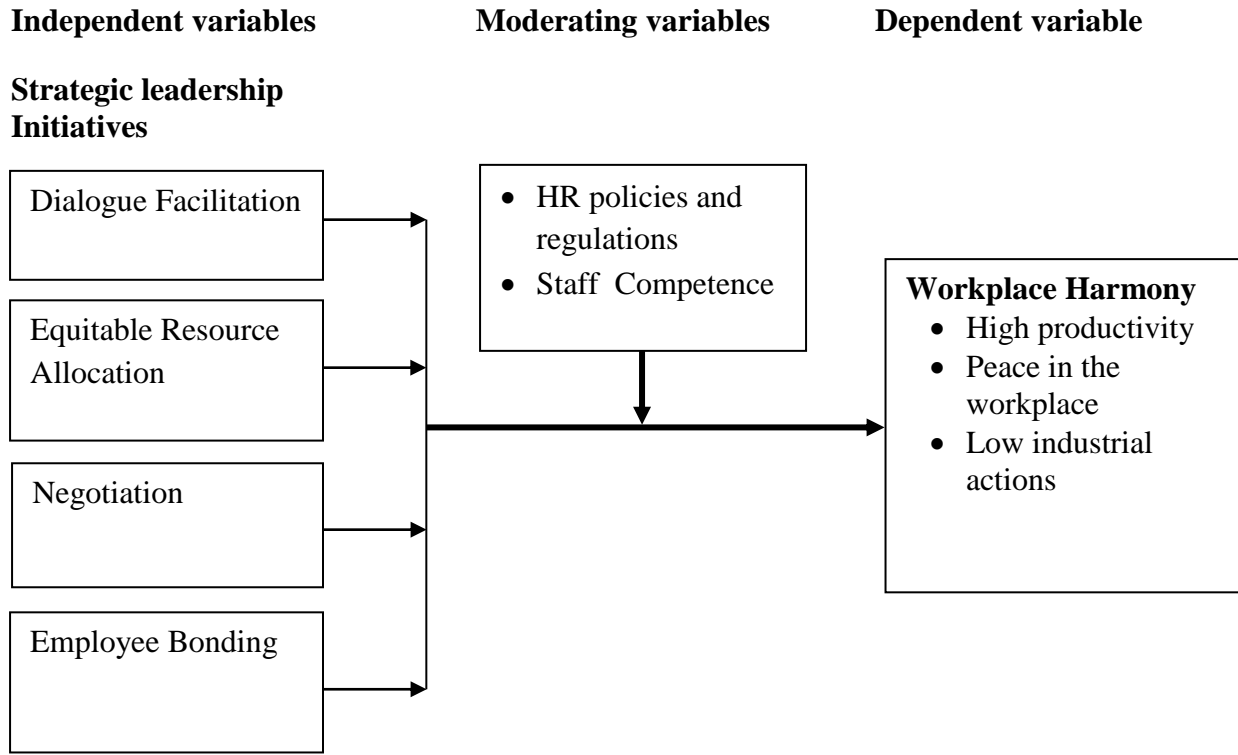 Independent variables
Moderating variables
Dependent variable
Strategic leadership
Initiatives
Dialogue Facilitation
Equitable Resource
Allocation
Negotiation
Employee Bonding
• HR policies and
regulations
• Staff Competence
Workplace Harmony
• High productivity
• Peace in the
workplace
• Low industrial
actions